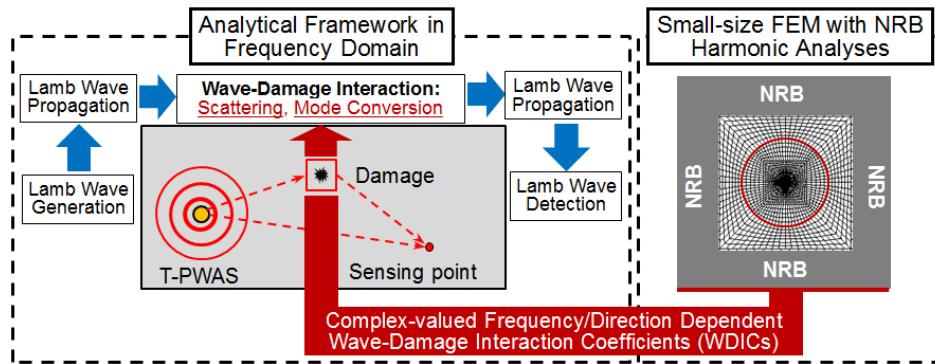 Analytical Framework in
Frequency Domain
Small-size FEM with NRB
Harmonic Analyses
Lamb Wave
Propagation
Wave-Damage Interaction:
Scattering, Mode Conversion
Lamb Wave
Propagation
Lamb Wave
Generation
Damage
Lamb Wave
Detection
T-PWAS
Sensing point
NRB
NRB
NRB
NRB
Complex-valued Frequency/Direction Dependent
Wave-Damage Interaction Coefficients (WDICs)